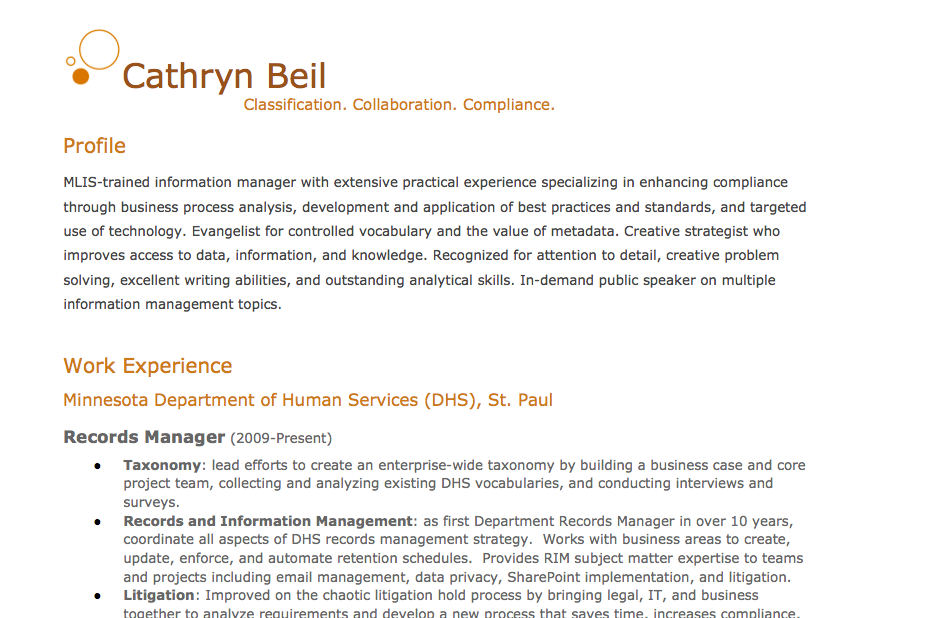 Cathryn Beil
Classification. Collaboration. Compliance.
Profile
MLIS-trained information manager with extensive practical experience specializing in enhancing compliance
through business process analysis, development and application of best practices and standards, and targeted
use of technology. Evangelist for controlled vocabulary and the value of metadata. Creative strategist who
improves access to data, information, and knowledge. Recognized for attention to detail, creative problem
solving, excellent writing abilities, and outstanding analytical skills. In-demand public speaker on multiple
information management topics.
Work Experience
Minnesota Department of Human Services (DHS), St. Paul
Records Manager (2009-Present)
• Taxonomy: lead efforts to create an enterprise-wide taxonomy by building a business case and core
project team, collecting and analyzing existing DHS vocabularies, and conducting interviews and
surveys.
• Records and Information Management: as first Department Records Manager in over 10 years,
coordinate all aspects of DHS records management strategy.  Works with business areas to create,
update, enforce, and automate retention schedules.  Provides RIM subject matter expertise to teams
and projects including email management, data privacy, SharePoint implementation, and litigation.
• Litigation: Improved on the chaotic litigation hold process by bringing legal, IT, and business
together to analyze requirements and develop a new process that saves time, increases compliance,